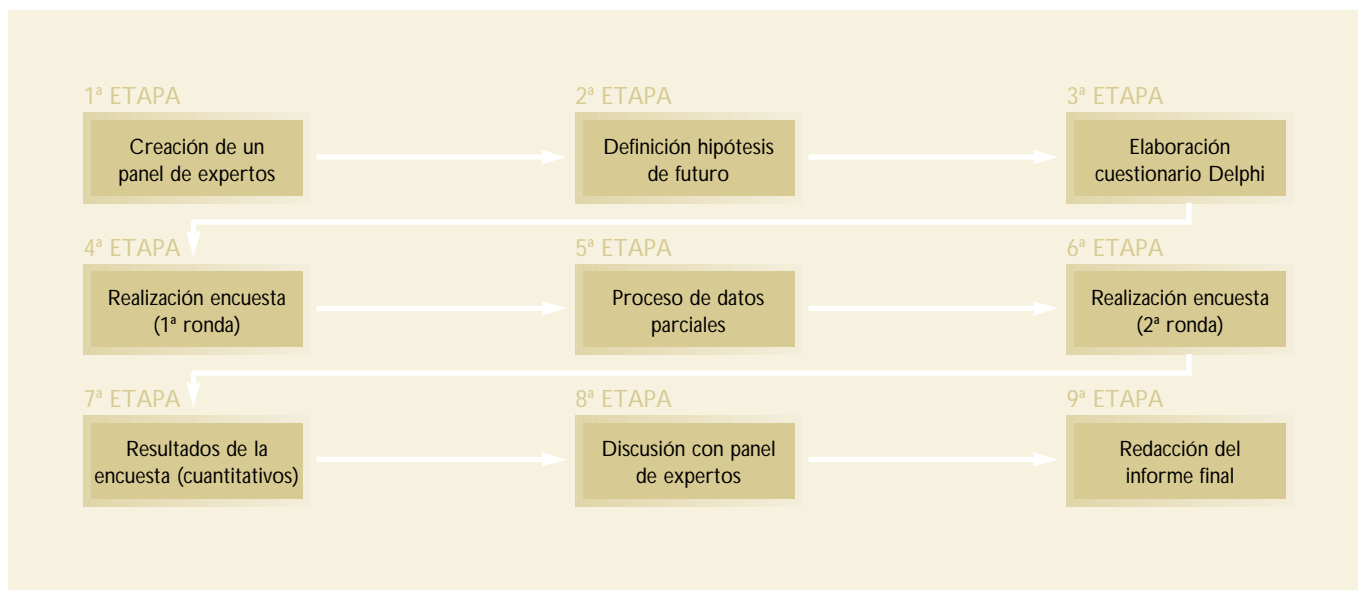 1ª ETAPA
Creación de un
panel de expertos
2ª ETAPA
Definición hipótesis
de futuro
3ª ETAPA
Elaboración
cuestionario Delphi
4ª ETAPA
Realización encuesta
(1ª ronda)
5ª ETAPA
Proceso de datos
parciales
6ª ETAPA
Realización encuesta
(2ª ronda)
7ª ETAPA
Resultados de la
encuesta (cuantitativos)
8ª ETAPA
Discusión con panel
de expertos
9ª ETAPA
Redacción del
informe final